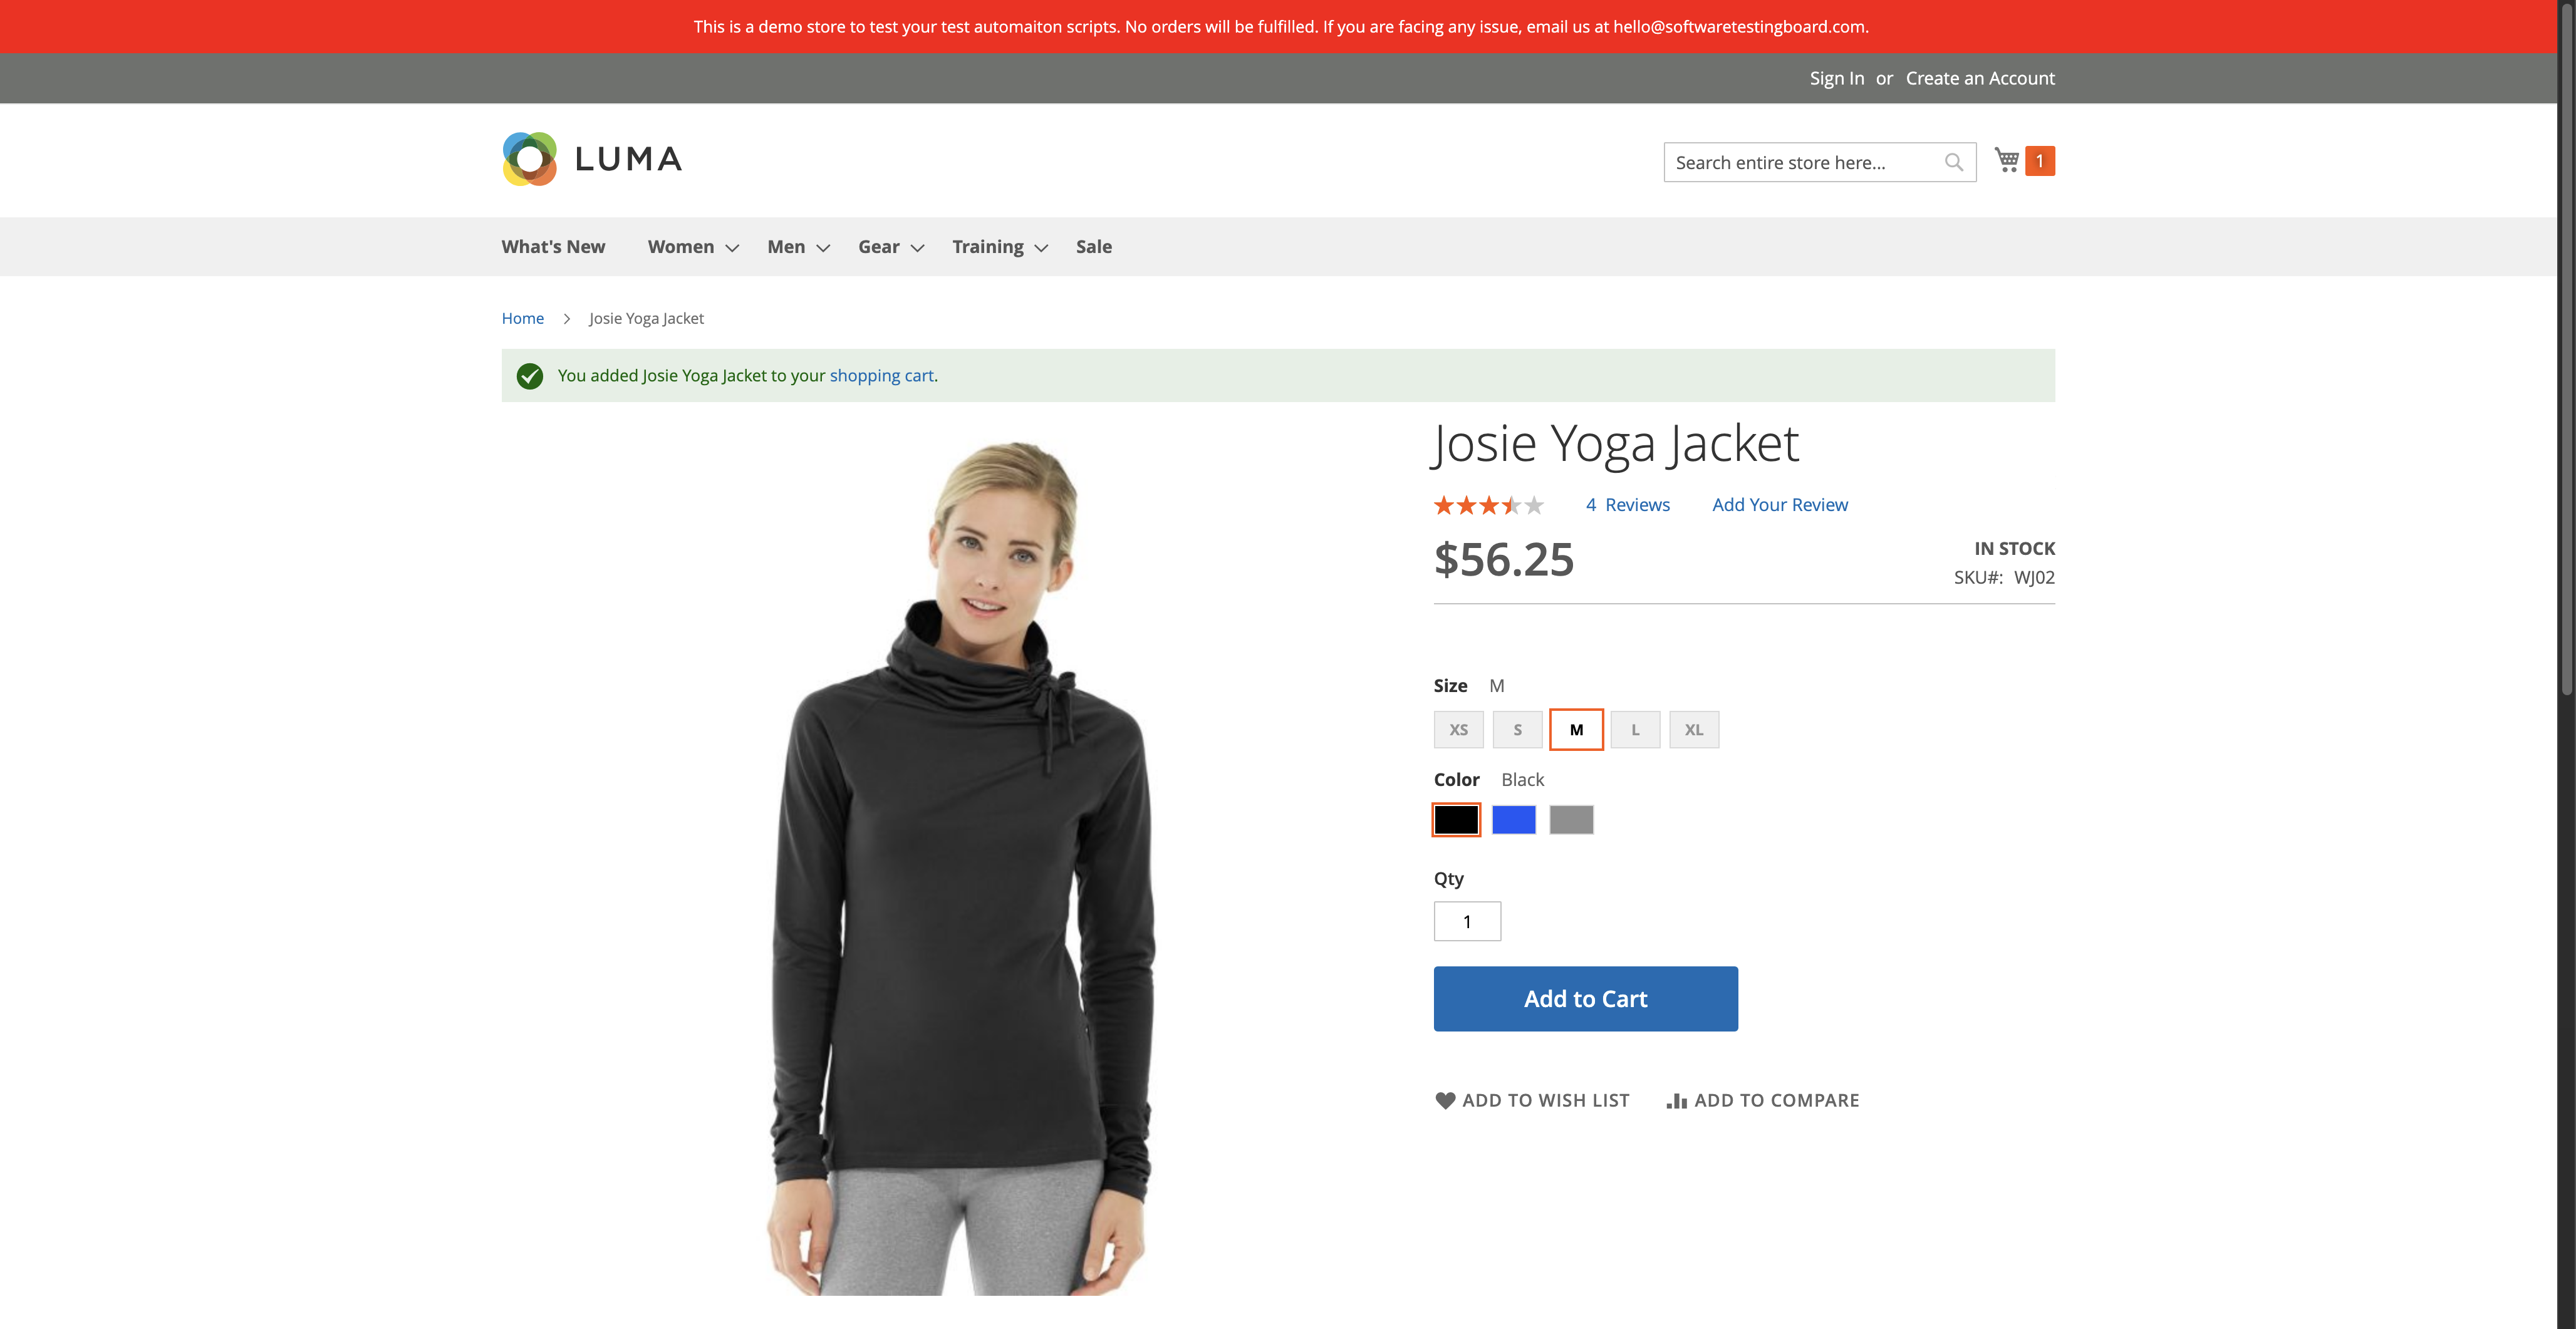 This is a demo store to test your test automaiton scripts. No orders will be fulfilled. If you are facing any issue, email us at hello@softwaretestingboard.com.
Sign In or Create an Account
LUMA
Search entire store here...
1
What's New Women Men Gear Training Sale
Home Josie Yoga Jacket
You added Josie Yoga Jacket to your shopping cart.
Josie Yoga Jacket
4 Reviews Add Your Review
$56.25
IN STOCK
SKU#: WJ02
Size M
XS S M L XL
Color Black
Qty
1
Add to Cart
ADD TO WISH LIST ADD TO COMPARE